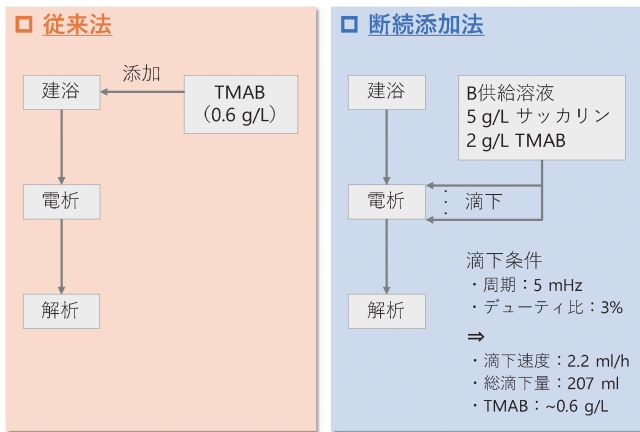 従来法
建浴
添加
TMAB
（0.6 g/L）
電析
解析
断続添加法
建浴
B供給溶液
5 g/L サッカリン
2 g/L TMAB
電析
滴下
解析
滴下条件
・周期：5 mHz
・デューティ比：3%
⇒
・滴下速度：2.2 ml/h
・総滴下量：207 ml
・TMAB：~0.6 g/L